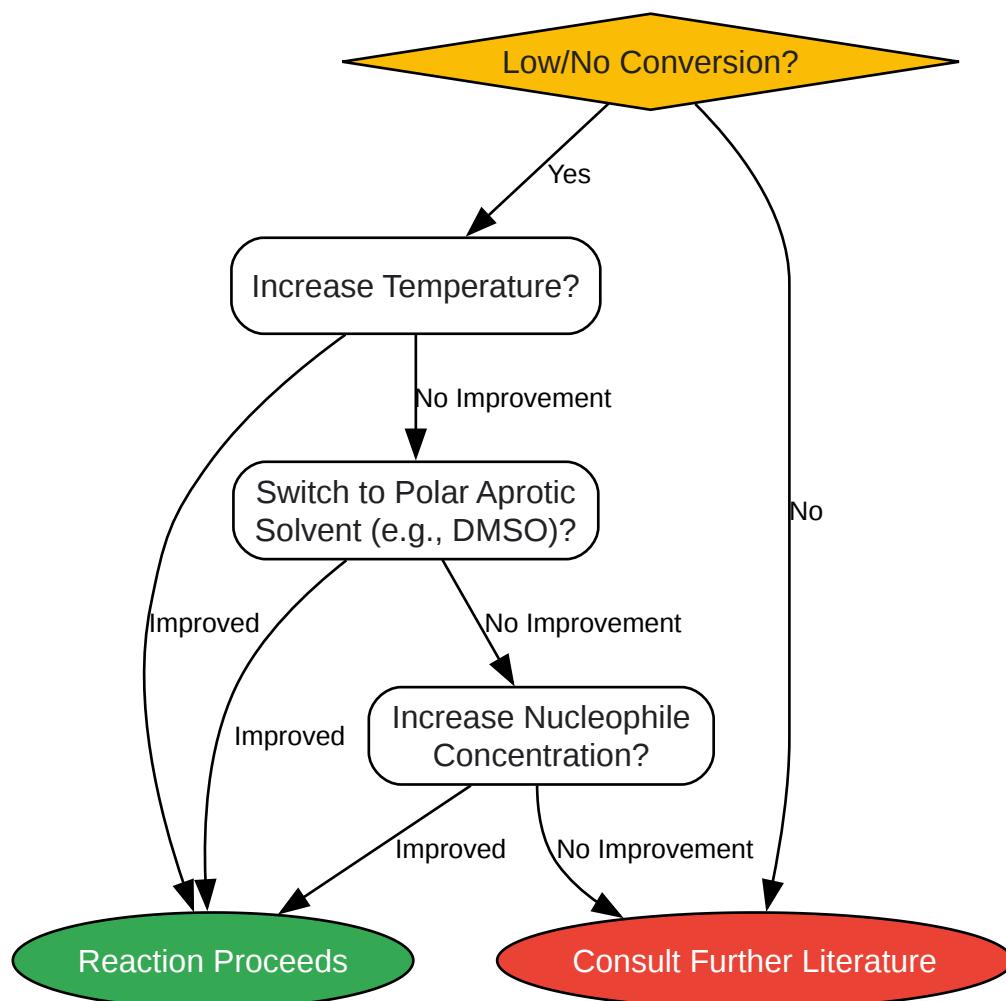 Low/No Conversion?
Yes
Increase Temperature?
No Improvement
Switch to Polar Aprotic
Solvent (e.g., DMSO)?
No
Improved
No Improvement
Increase Nucleophile
Concentration?
Improved
Improved
No Improvement
Reaction Proceeds
Consult Further Literature